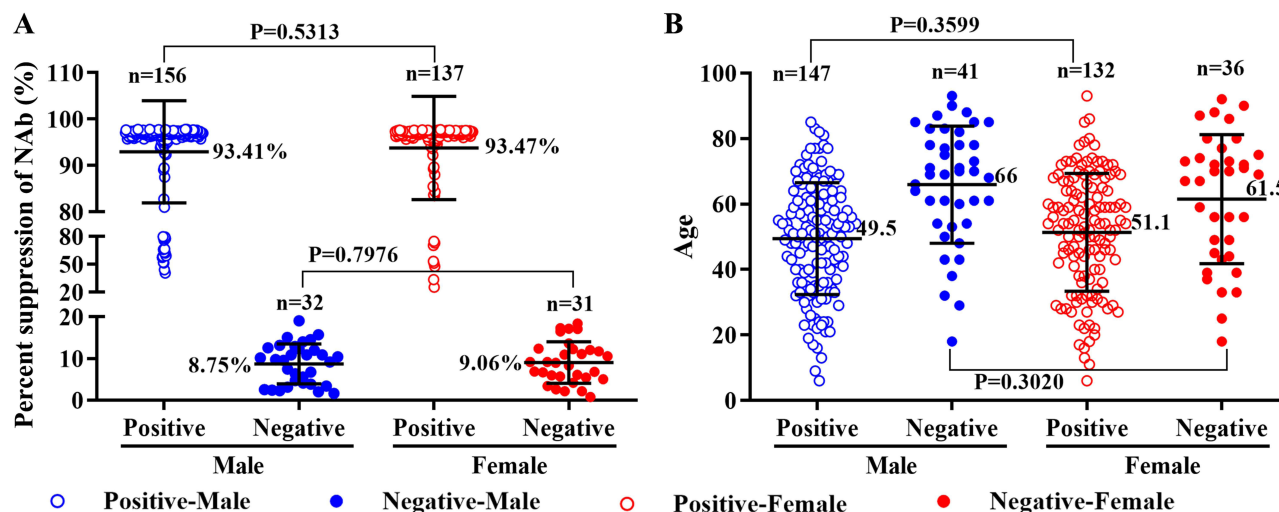 A
P=0.5313
n=156
n=137
Percent suppression of NAb (%)
110
100
90
80
80
50
20
20
10
0
93.41%
93.47%
P=0.7976
n=32
n=31
8.75%
9.06%
Positive
Negative
Positive
Negative
Male
Female
B
P=0.3599
n=147
n=41
n=132
n=36
Age
100
80
60
40
20
0
49.5
66
51.1
61.5
P=0.3020
Positive
Negative
Positive
Negative
Male
Female
Positive-Male
Negative-Male
Positive-Female
Negative-Female